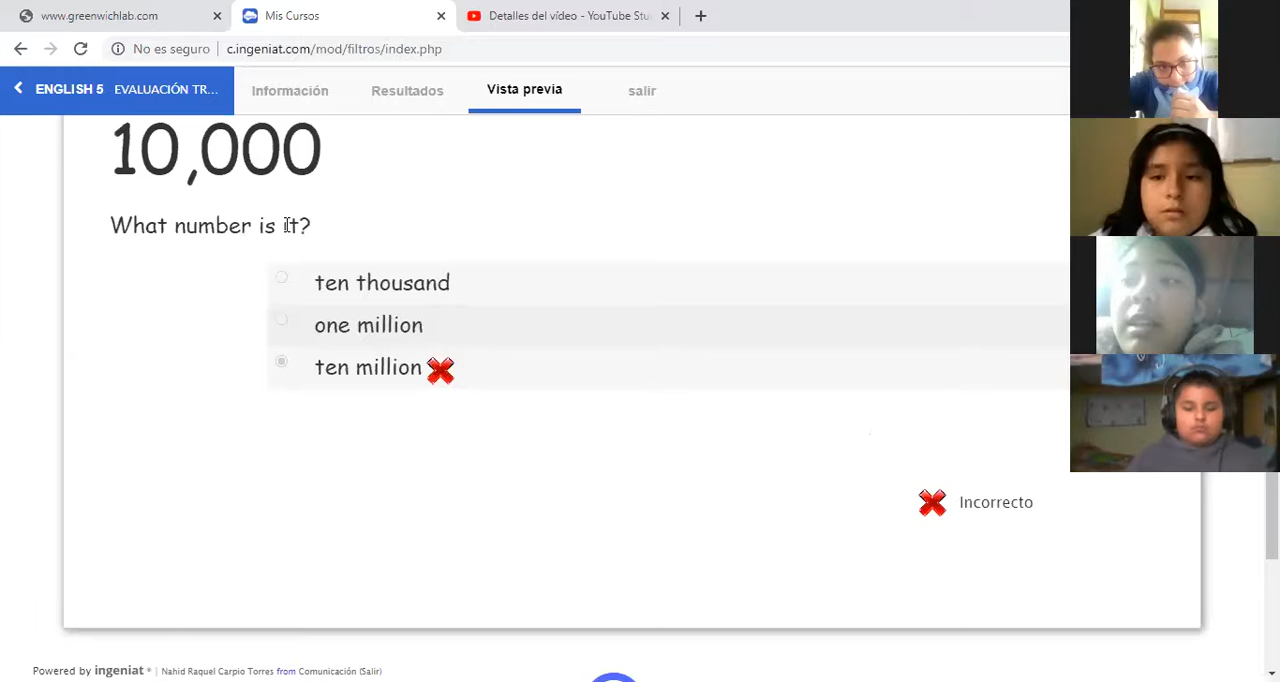 www.greenwichlab.com
Mis Cursos
Detalles del vídeo - YouTube Stu
No es seguro
c.ingeniat.com/mod/filtros/index.php
ENGLISH 5 EVALUACIÓN TR...
Información
Resultados
Vista previa
salir
10,000
What number is it?
ten thousand
one million
ten million
Incorrecto
Powered by ingeniat ® | Nahid Raquel Carpio Torres from Comunicación (Salir)